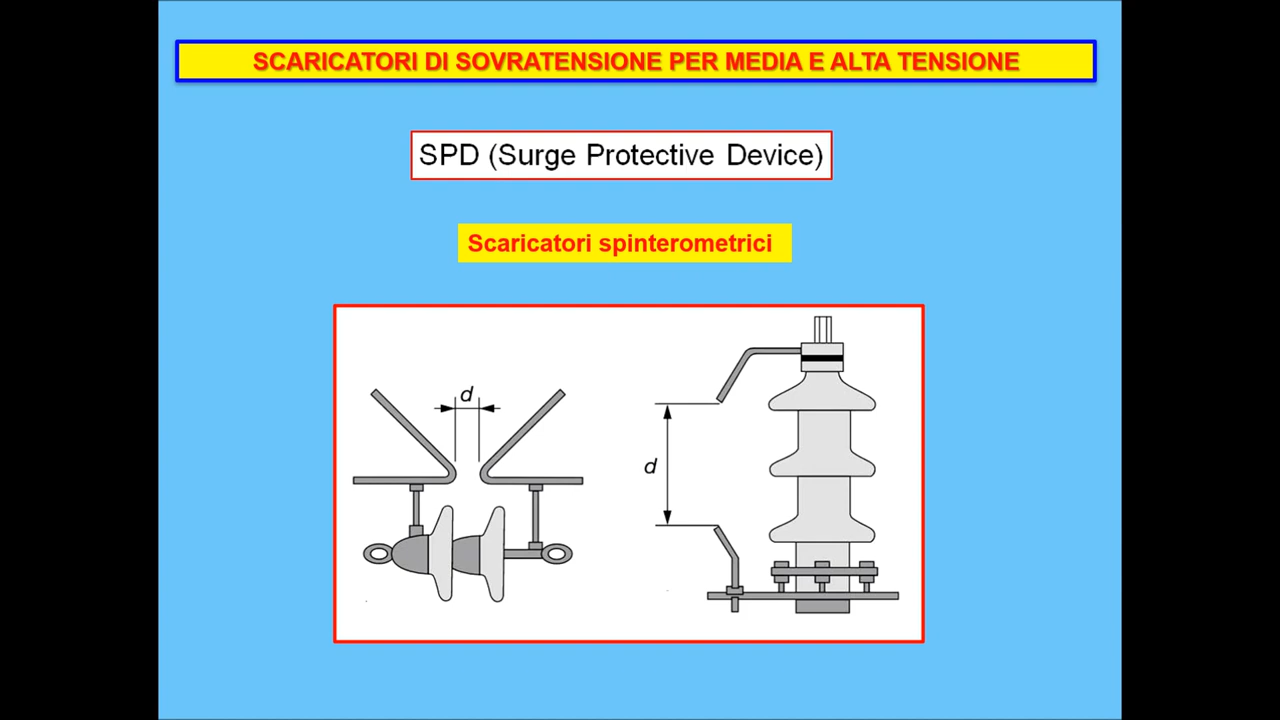 SCARICATORI DI SOVRATENSIONE PER MEDIA E ALTA TENSIONE
SPD (Surge Protective Device)
Scaricatori spinterometrici
d
d